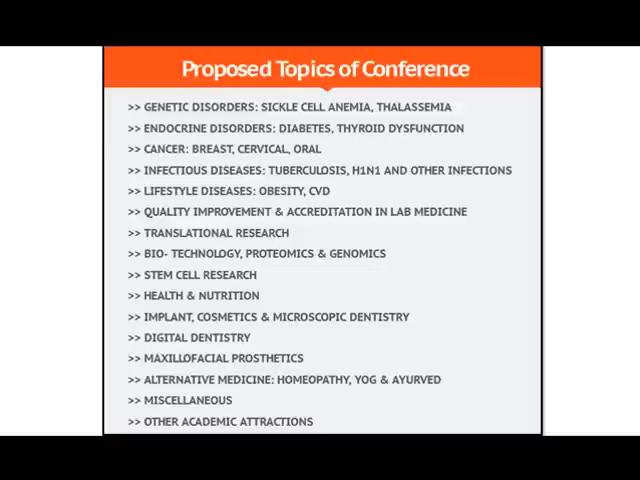 Proposed Topics of Conference
>> GENETIC DISORDERS: SICKLE CELL ANEMIA, THALASSEMIA
>> ENDOCRINE DISORDERS: DIABETES, THYROID DYSFUNCTION
>> CANCER: BREAST, CERVICAL, ORAL
>> INFECTIOUS DISEASES: TUBERCULOSIS, H1N1 AND OTHER INFECTIONS
>> LIFESTYLE DISEASES: OBESITY, CVD
>> QUALITY IMPROVEMENT & ACCREDITATION IN LAB MEDICINE
>> TRANSLATIONAL RESEARCH
>> BIO- TECHNOLOGY, PROTEOMICS & GENOMICS
>> STEM CELL RESEARCH
>> HEALTH & NUTRITION
>> IMPLANT, COSMETICS & MICROSCOPIC DENTISTRY
>> DIGITAL DENTISTRY
>> MAXILLOFACIAL PROSTHETICS
>> ALTERNATIVE MEDICINE: HOMEOPATHY, YOG & AYURVED
>> MISCELLANEOUS
>> OTHER ACADEMIC ATTRACTIONS